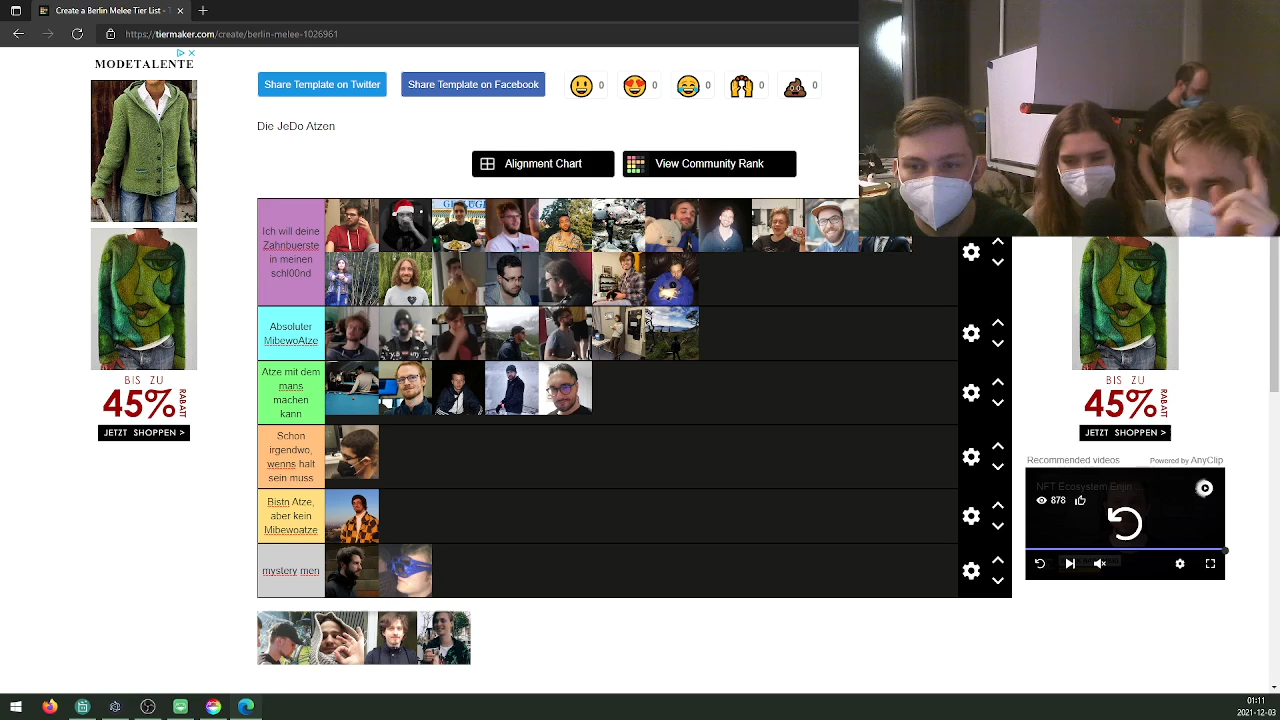 Create a Berlin Melee Tier List -
https://tiermaker.com/create/berlin-melee-1026961
MODETALENTE
Share Template on Twitter
Share Template on Facebook
0
0
0
0
0
Die JeDo Atzen
Alignment Chart
View Community Rank
Ich will deine
Zahnbuerste
in meinen
schl00nd
Absoluter
MibewoAtze
Atze mit dem
mans
machen
kann
Schon
irgendwo,
wenns halt
sein muss
Bistn Atze,
aber kein
Mibewoatze
mystery men
BIS ZU
45%
RABATT
JETZT SHOPPEN >
BIS ZU
45%
RABATT
JETZT SHOPPEN >
Recommended videos
Powered by AnyClip
NFT Ecosystem Enjin ...
878
01:11
2021-12-03